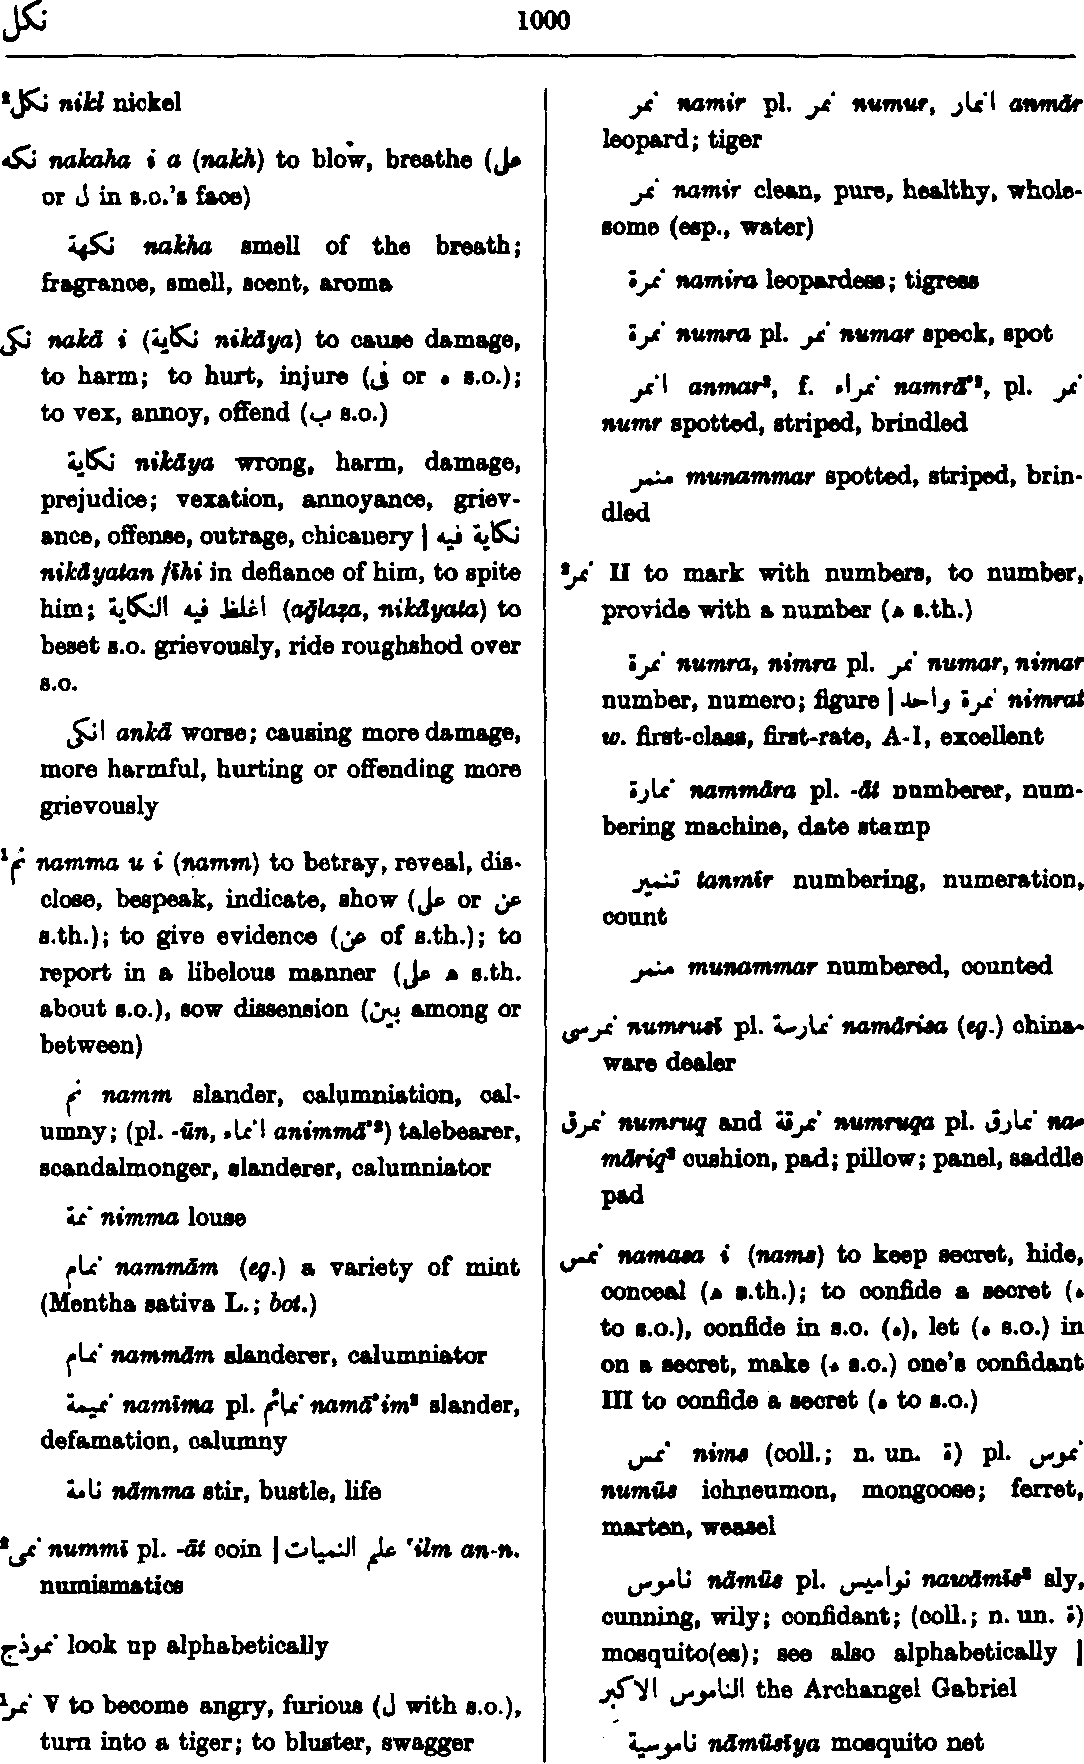 نكل 1000
²نكل nikl nickel
نكه nakaha i a (nakh) to blow, breathe (على
or ل in s.o.'s face)
نكهة nakha smell of the breath;
fragrance, smell, scent, aroma
نكى nakā i (نكاية nikāya) to cause damage,
to harm; to hurt, injure (فى or ه s.o.);
to vex, annoy, offend (ب s.o.)
نكاية nikāya wrong, harm, damage,
prejudice; vexation, annoyance, griev-
ance, offense, outrage, chicanery | نكاية فيه
nikāyatan fīhi in defiance of him, to spite
him; اغلظ فيه النكاية (aḡlaẓa, nikāyata) to
beset s.o. grievously, ride roughshod over
s.o.
انكى ankā worse; causing more damage,
more harmful, hurting or offending more
grievously
¹نم namma u i (namm) to betray, reveal, dis-
close, bespeak, indicate, show (على or عن
s.th.); to give evidence (عن of s.th.); to
report in a libelous manner (على ه s.th.
about s.o.), sow dissension (بين among or
between)
نم namm slander, calumniation, cal-
umny; (pl. -ūn, انماء animmā'²) talebearer,
scandalmonger, slanderer, calumniator
نمة nimma louse
نمام nammām (eg.) a variety of mint
(Mentha sativa L.; bot.)
نمام nammām slanderer, calumniator
نميمة namīma pl. نمائم namā'im² slander,
defamation, calumny
نامة nāmma stir, bustle, life
²نمى nummī pl. -āt coin | علم النميات 'ilm an-n.
numismatics
نموذج look up alphabetically
¹نمر V to become angry, furious (ل with s.o.),
turn into a tiger; to bluster, swagger
نمر namir pl. نمر numur, انمار anmār
leopard; tiger
نمر namir clean, pure, healthy, whole-
some (esp., water)
نمرة namira leopardess; tigress
نمرة numra pl. نمر numar speck, spot
انمر anmar², f. نمراء namrā'², pl. نمر
numr spotted, striped, brindled
منمر munammar spotted, striped, brin-
dled
²نمر II to mark with numbers, to number,
provide with a number (ه s.th.)
نمرة numra, nimra pl. نمر numar, nimar
number, numero; figure | نمرة واحد nimrat
w. first-class, first-rate, A-1, excellent
نمارة nammāra pl. -āt numberer, num-
bering machine, date stamp
تنمير tanmīr numbering, numeration,
count
منمر munammar numbered, counted
نمرسى numrusī pl. نمارسة namārisa (eg.) china-
ware dealer
نمرق numruq and نمرقة numruqa pl. نمارق na-
māriq² cushion, pad; pillow; panel, saddle
pad
نمس namasa i (nams) to keep secret, hide,
conceal (ه s.th.); to confide a secret (ه
to s.o.), confide in s.o. (ه), let (ه s.o.) in
on a secret, make (ه s.o.) one's confidant
III to confide a secret (ه to s.o.)
نمس nims (coll.; n. un. ة) pl. نموس
numūs ichneumon, mongoose; ferret,
marten, weasel
ناموس nāmūs pl. نواميس nawāmīs² sly,
cunning, wily; confidant; (coll.; n. un. ة)
mosquito(es); see also alphabetically |
الناموس الاكبر the Archangel Gabriel
ناموسية nāmūsīya mosquito net